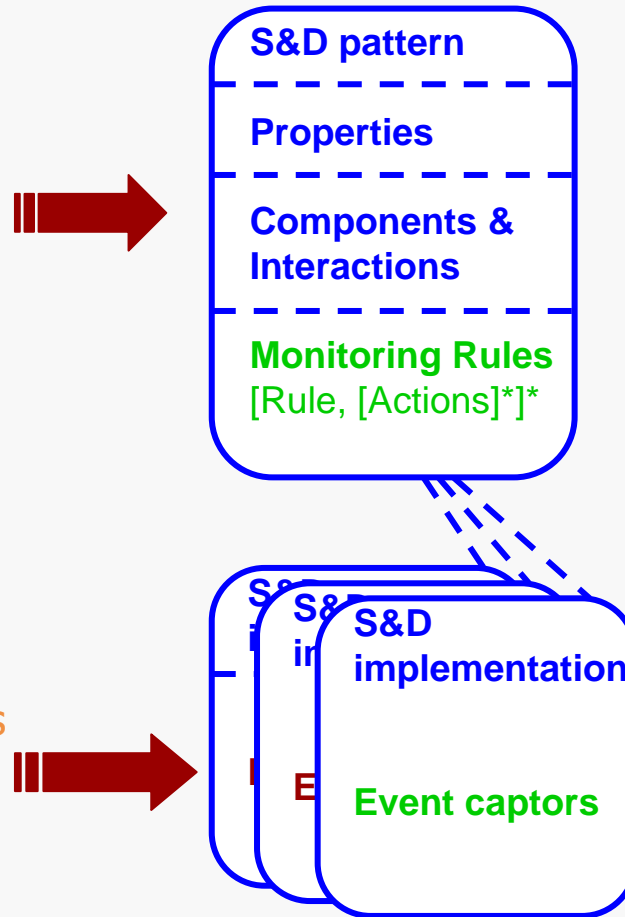 S&D pattern
Properties
Components &
Interactions
Monitoring Rules
[Rule, [Actions]*]*
S&D
implementation
Event captors